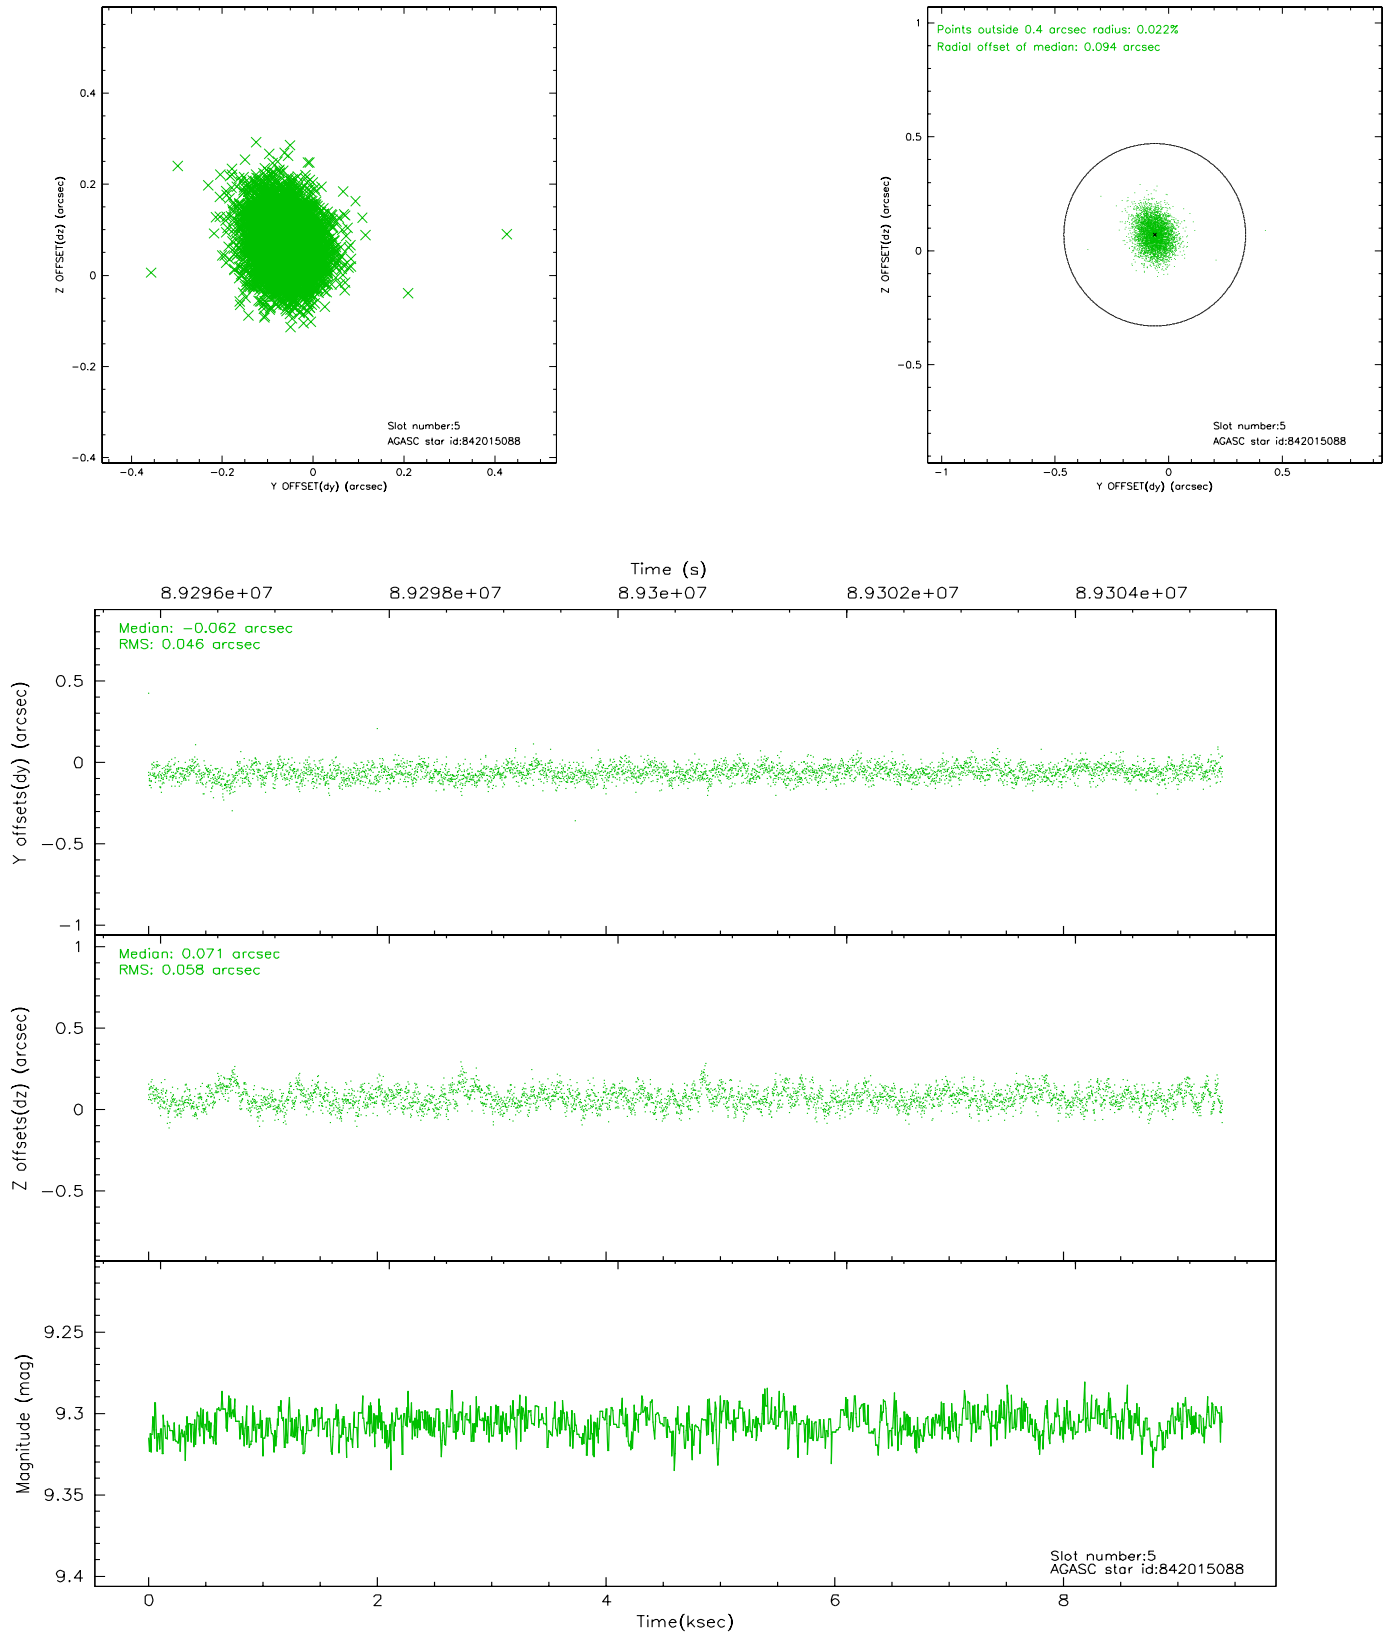 0.4
0.2
0
−0.2
−0.4
Z OFFSET(dz) (arcsec)
Slot number:5
AGASC star id:842015088
−0.4
−0.2
0
0.2
0.4
Y OFFSET(dy) (arcsec)
Points outside 0.4 arcsec radius: 0.022%
Radial offset of median: 0.094 arcsec
1
0.5
0
−0.5
Z OFFSET(dz) (arcsec)
Slot number:5
AGASC star id:842015088
−1
−0.5
0
0.5
Y OFFSET(dy) (arcsec)
Time (s)
8.9296e+07
8.9298e+07
8.93e+07
8.9302e+07
8.9304e+07
Median: −0.062 arcsec
RMS: 0.046 arcsec
0.5
0
−0.5
−1
Y offsets(dy) (arcsec)
Median: 0.071 arcsec
RMS: 0.058 arcsec
1
0.5
0
−0.5
Z offsets(dz) (arcsec)
9.25
9.3
9.35
9.4
Magnitude (mag)
Slot number:5
AGASC star id:842015088
0
2
4
6
8
Time(ksec)